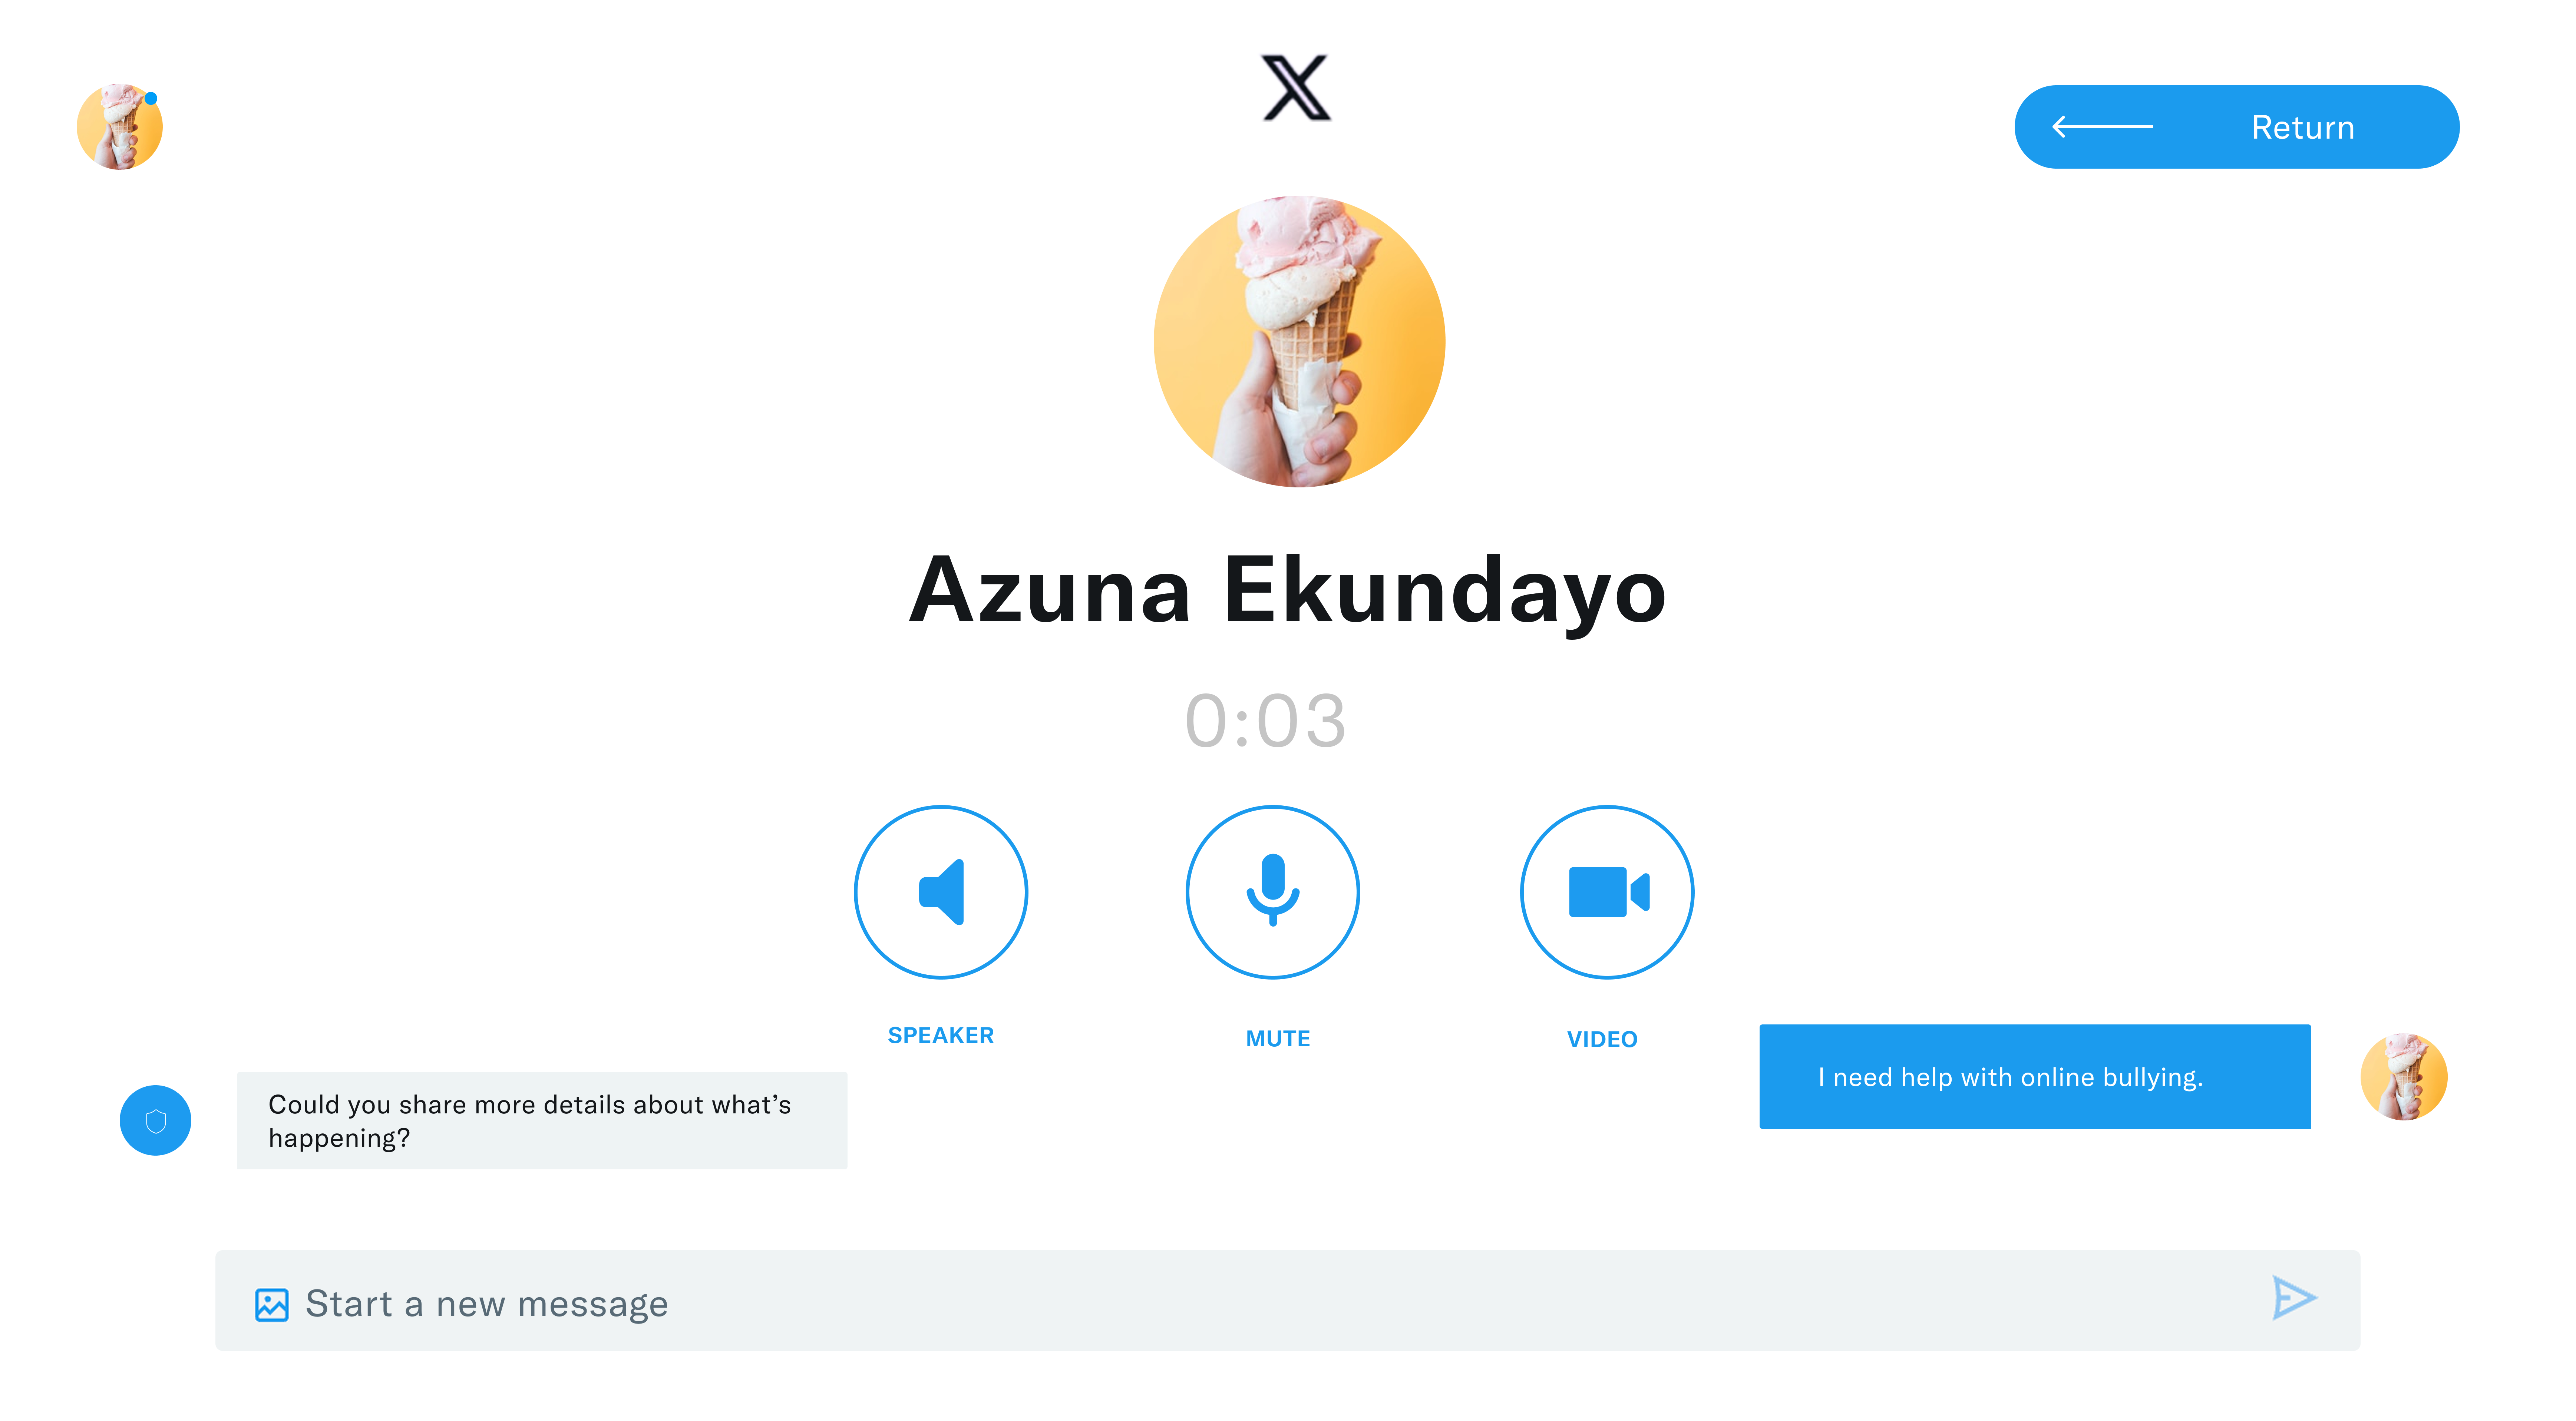 X
Return
Azuna Ekundayo
0:03
SPEAKER
MUTE
VIDEO
I need help with online bullying.
Could you share more details about what’s
happening?
Start a new message